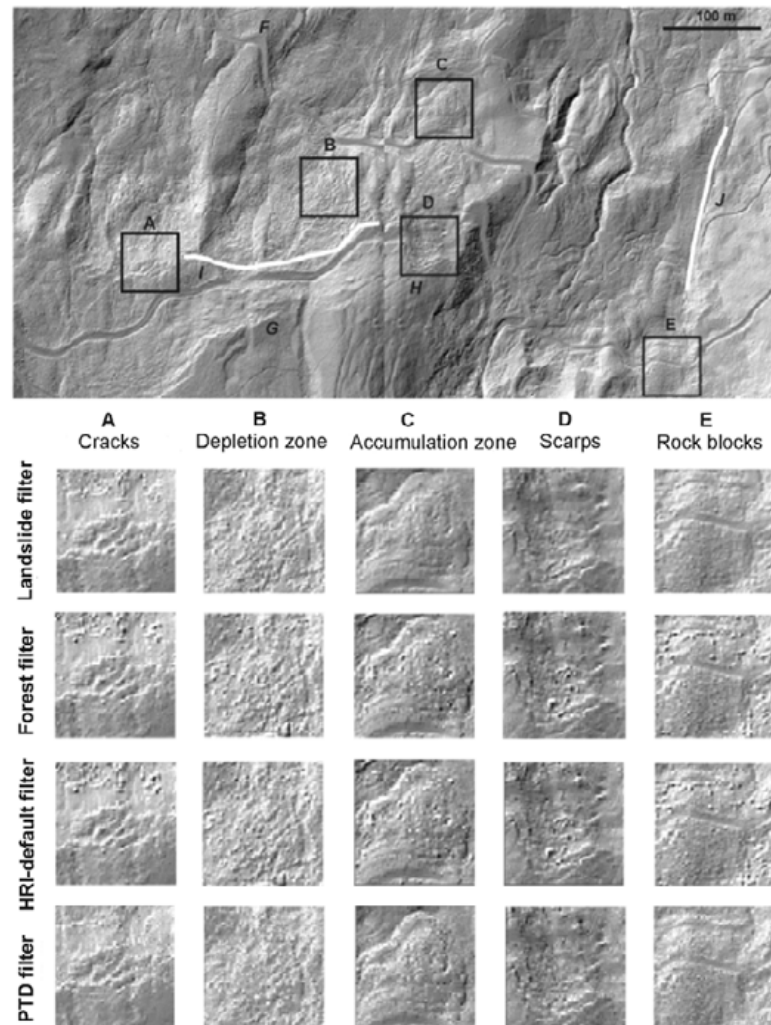 F
100 m
C
B
A
D
J
I
H
G
E
A B C D E
Cracks Depletion zone Accumulation zone Scarps Rock blocks
Landslide filter
Forest filter
HRI-default filter
PTD filter